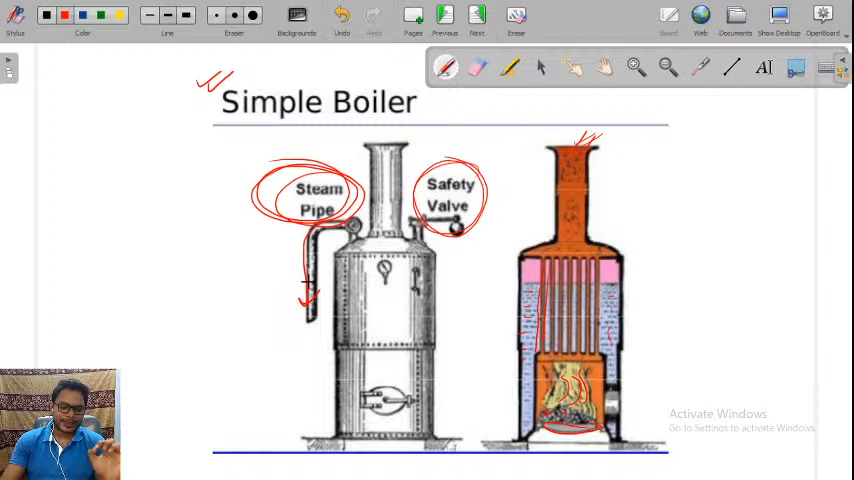 Stylus
Color
Line
Eraser
Backgrounds
Undo
Redo
Pages
Previous
Next
Erase
Board
Web
Documents
Show Desktop
OpenBoard
Simple Boiler
Steam
Pipe
Safety
Valve
Activate Windows
Go to Settings to activate Windows.